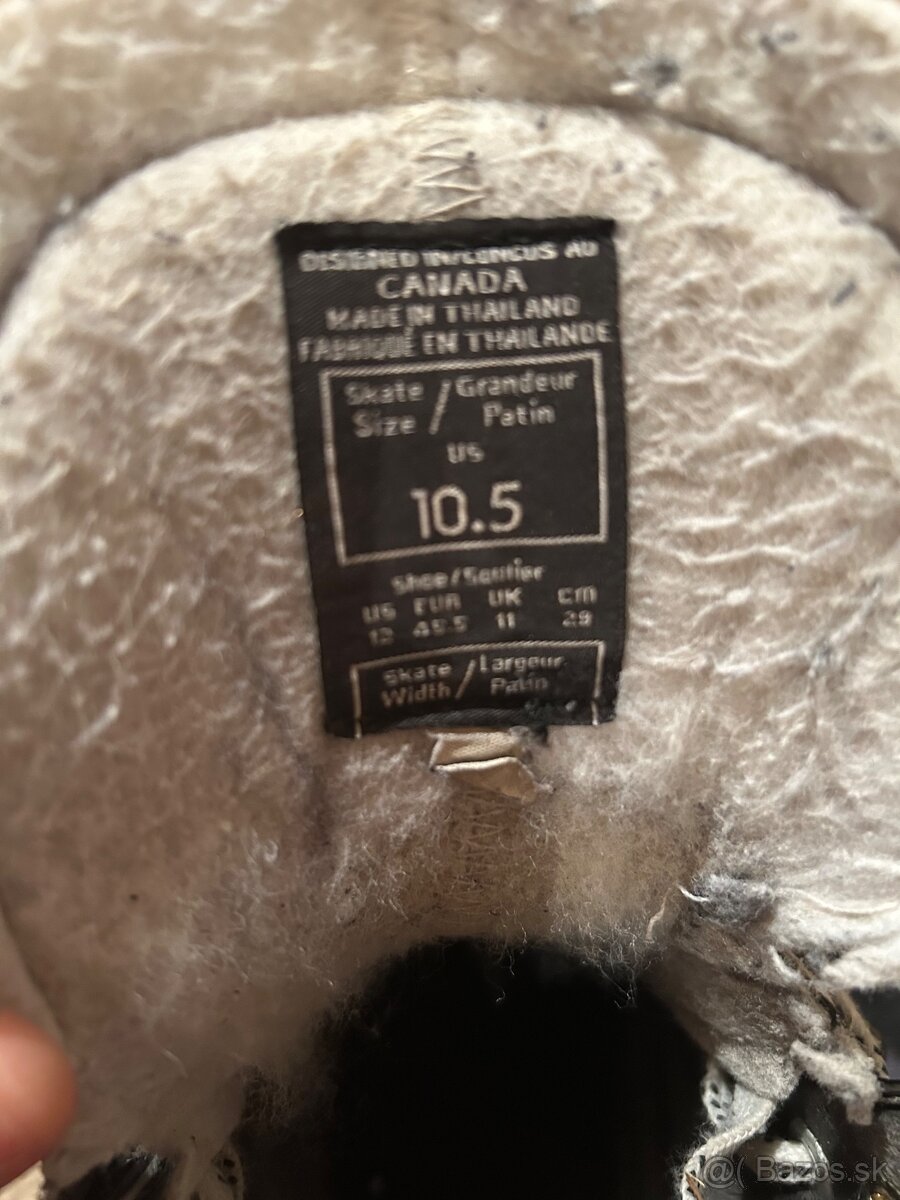 DESIGNED IN/CONÇUS AU
CANADA
MADE IN THAILAND
FABRIQUÉ EN THAILANDE
Skate / Grandeur
Size / Patin
US
10.5
Shoe/Soulier
US EUR UK cm
12 45.5 11 29
Skate / Largeur
Width / Patin
@( Bazos.sk